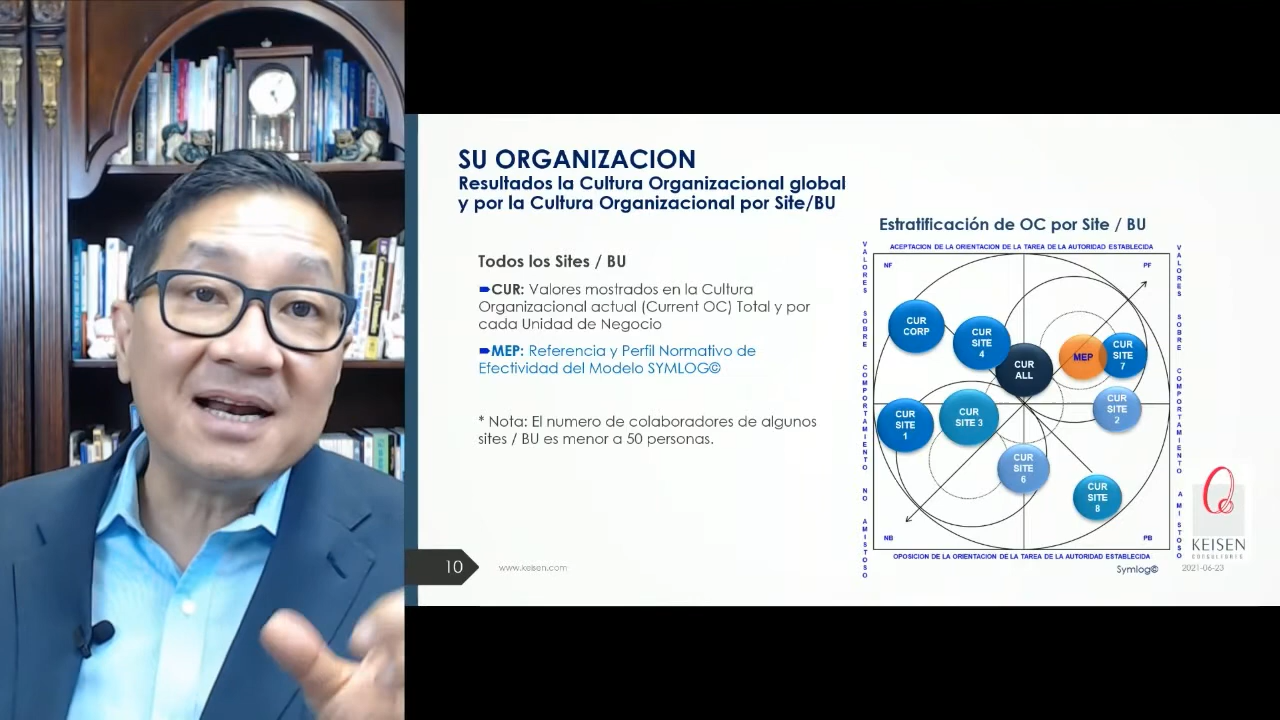 SU ORGANIZACION
Resultados la Cultura Organizacional global
y por la Cultura Organizacional por Site/BU
Todos los Sites / BU
CUR: Valores mostrados en la Cultura
Organizacional actual (Current OC) Total y por
cada Unidad de Negocio
MEP: Referencia y Perfil Normativo de
Efectividad del Modelo SYMLOG©
* Nota: El numero de colaboradores de algunos
sites / BU es menor a 50 personas.
10
www.keisen.com
Estratificación de OC por Site / BU
ACEPTACION DE LA ORIENTACION DE LA TAREA DE LA AUTORIDAD ESTABLECIDA
VALORES SOBRE COMPORTAMIENTO NO AMISTOSO
VALORES SOBRE COMPORTAMIENTO AMISTOSO
NF
PF
CUR
CORP
CUR
SITE
4
CUR
ALL
MEP
CUR
SITE
7
CUR
SITE
1
CUR
SITE 3
CUR
SITE
2
CUR
SITE
6
CUR
SITE
8
NB
PB
OPOSICION DE LA ORIENTACION DE LA TAREA DE LA AUTORIDAD ESTABLECIDA
Symlog©
KEISEN
CONSULTORES
2021-06-23